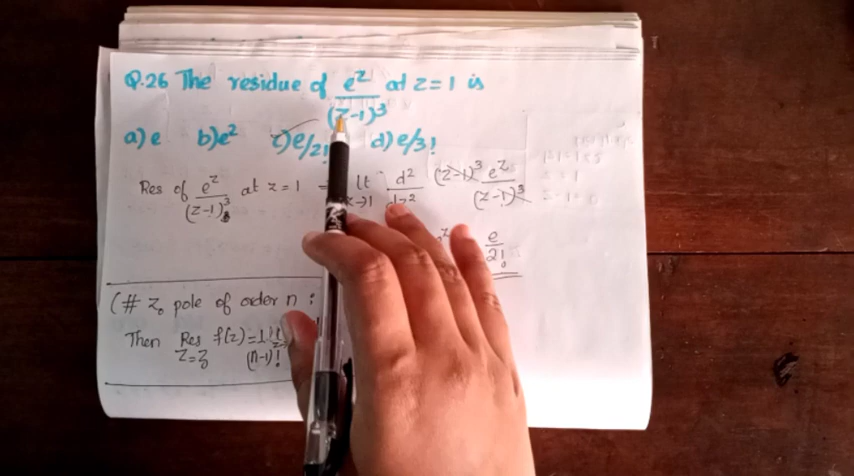 Q.26 The residue of e^z/(z-1)^3 at z=1 is
a) e b) e^2 c) e/2! d) e/3!
Res of e^z/(z-1)^3 at z=1 = lt z→1 d^2/dz^2 (z-1)^3 e^z/(z-1)^3
e/2!
(# z₀ pole of order n :
Then Res f(z) =
z=z
(n-1)!